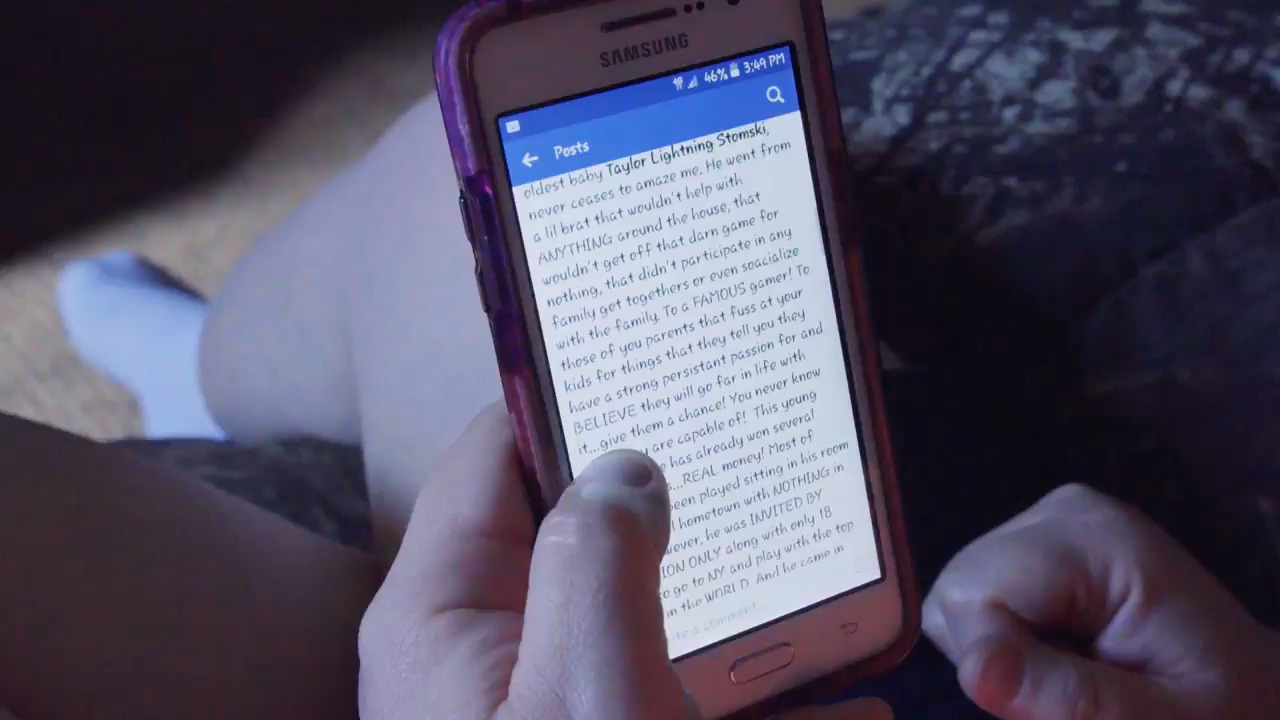 SAMSUNG
46% 3:49 PM
Posts
oldest baby Taylor Lightning Stomski,
never ceases to amaze me. He went from
a lil brat that wouldn't help with
ANYTHING around the house, that
wouldn't get off that darn game for
nothing, that didn't participate in any
family get togethers or even soacialize
with the family. To a FAMOUS gamer! To
those of you parents that fuss at your
kids for things that they tell you they
have a strong persistant passion for and
BELIEVE they will go far in life with
it...give them a chance! You never know
are capable of! This young
has already won several
...REAL money! Most of
been played sitting in his room
hometown with NOTHING in
he was INVITED BY
ONLY along with only 18
to go to NY and play with the top
in the WORLD. And he came in
a comment...